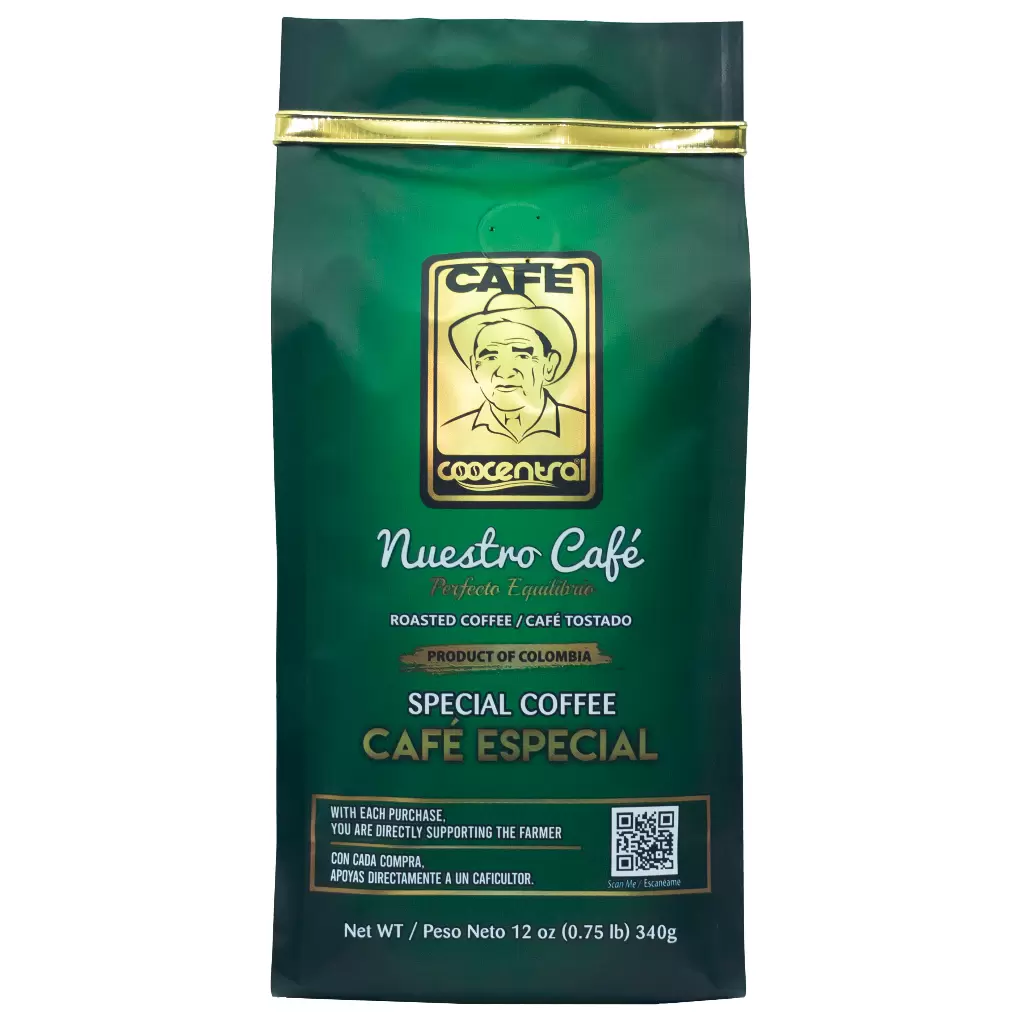 CAFÉ
coocentral®
Nuestro Café
Perfecto Equilibrio
ROASTED COFFEE / CAFÉ TOSTADO
PRODUCT OF COLOMBIA
SPECIAL COFFEE
CAFÉ ESPECIAL
WITH EACH PURCHASE,
YOU ARE DIRECTLY SUPPORTING THE FARMER
CON CADA COMPRA,
APOYAS DIRECTAMENTE A UN CAFICULTOR.
Scan Me / Escanéame
Net WT / Peso Neto 12 oz (0.75 lb) 340g